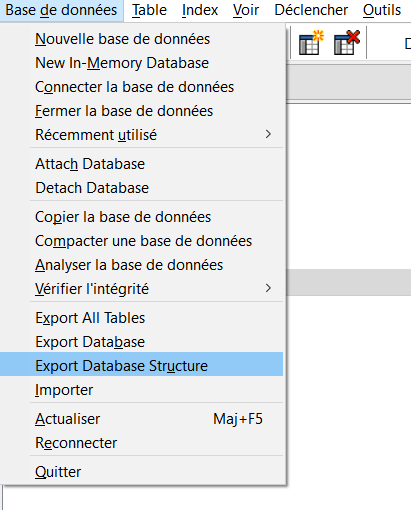 Base de données Table Index Voir Déclencher Outils
Nouvelle base de données
New In-Memory Database
Connecter la base de données
Fermer la base de données
Récemment utilisé
Attach Database
Detach Database
Copier la base de données
Compacter une base de données
Analyser la base de données
Vérifier l'intégrité
Export All Tables
Export Database
Export Database Structure
Importer
Actualiser Maj+F5
Reconnecter
Quitter